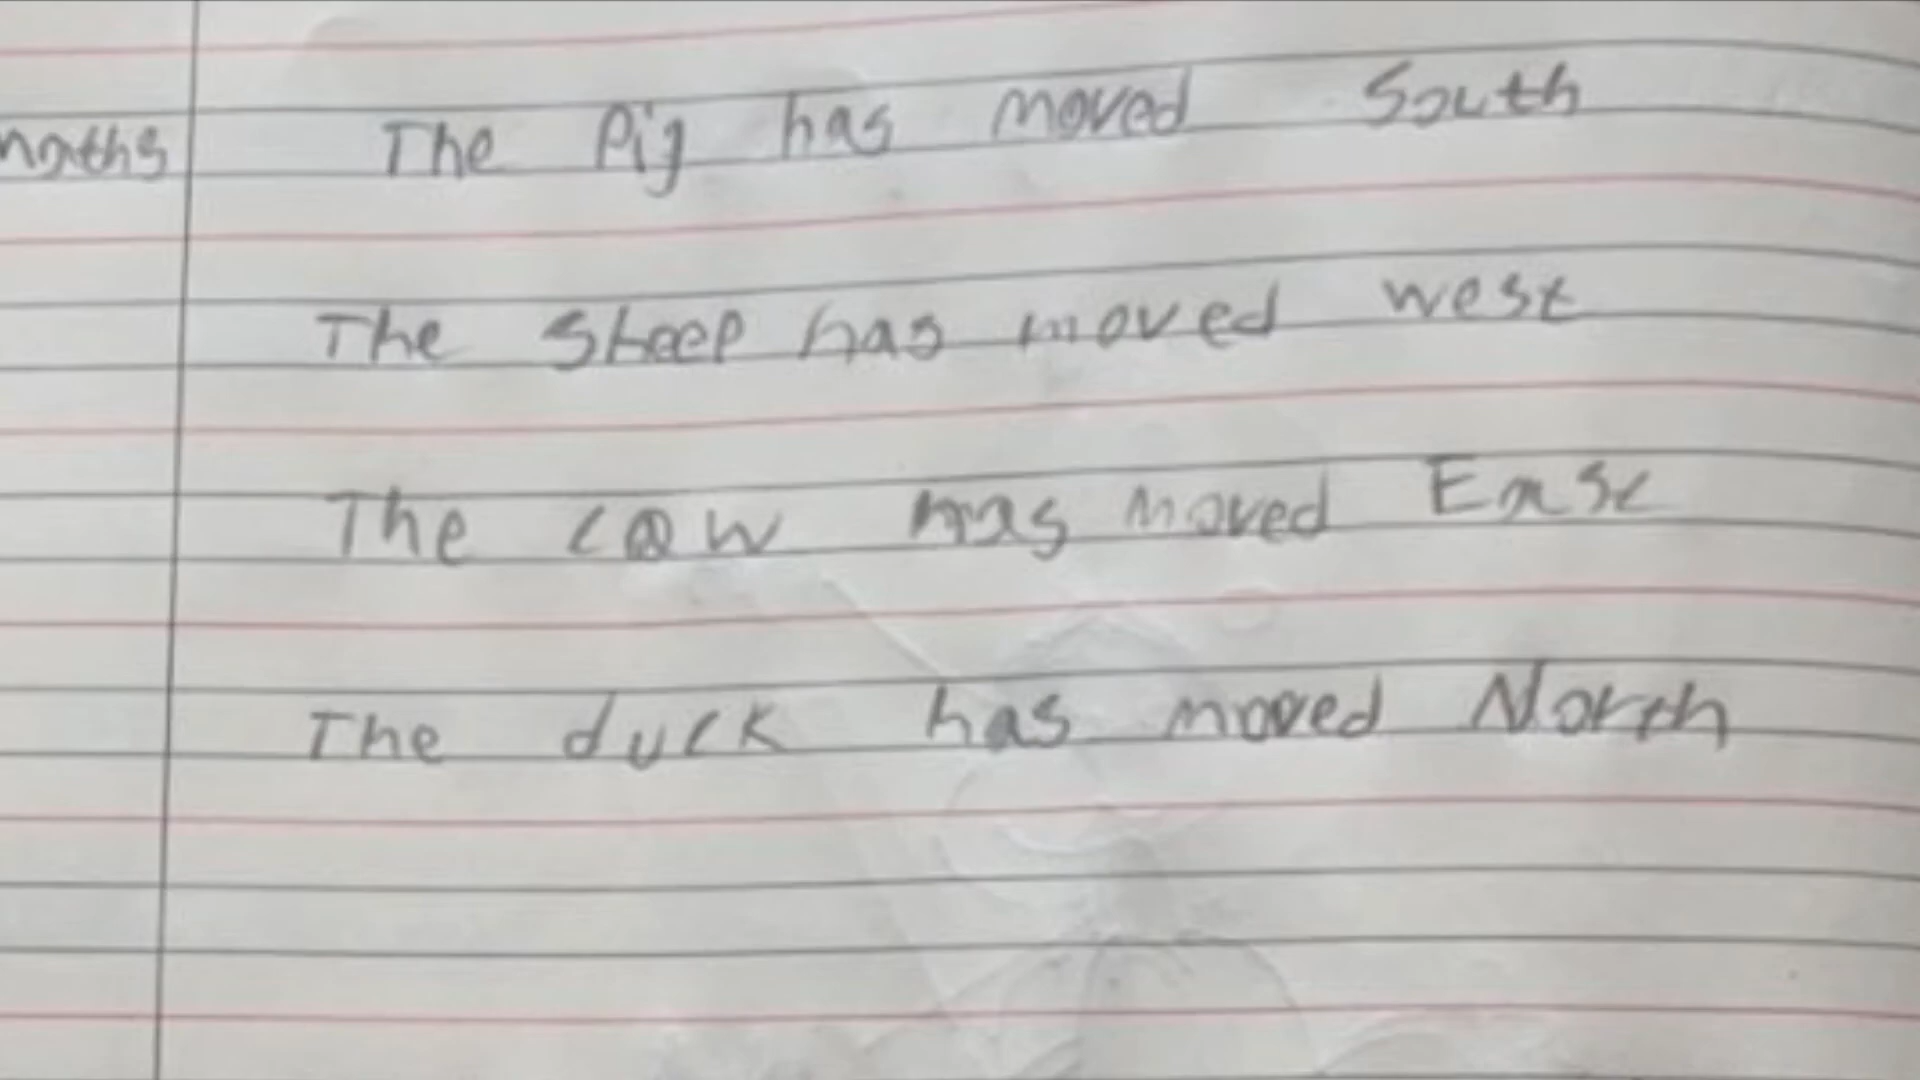 maths The Pig has moved South
The Sheep has moved west
The cow has moved East
The duck has moved North